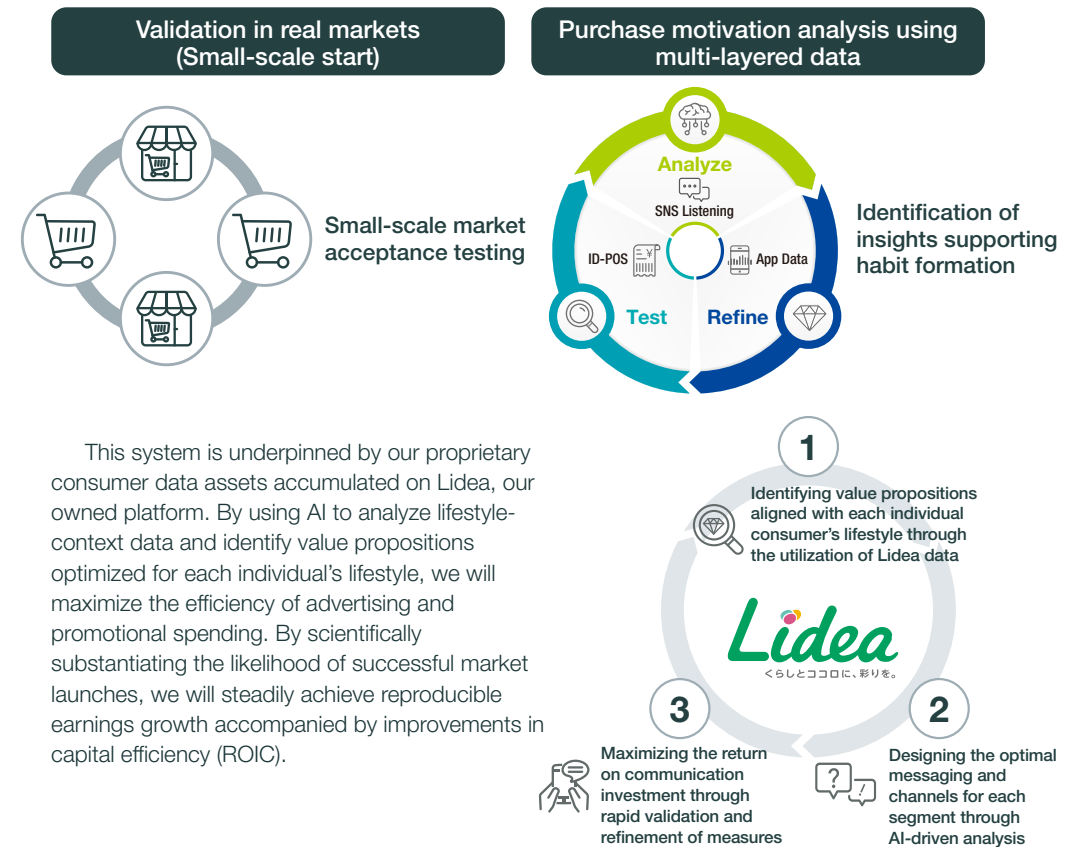 Validation in real markets
(Small-scale start)
Purchase motivation analysis using
multi-layered data
Small-scale market
acceptance testing
Analyze
SNS Listening
ID-POS
¥
App Data
Test
Refine
Identification of
insights supporting
habit formation
This system is underpinned by our proprietary
consumer data assets accumulated on Lidea, our
owned platform. By using AI to analyze lifestyle-
context data and identify value propositions
optimized for each individual's lifestyle, we will
maximize the efficiency of advertising and
promotional spending. By scientifically
substantiating the likelihood of successful market
launches, we will steadily achieve reproducible
earnings growth accompanied by improvements in
capital efficiency (ROIC).
1
Identifying value propositions
aligned with each individual
consumer's lifestyle through
the utilization of Lidea data
Lidea
くらしとココロに、彩りを。
3
Maximizing the return
on communication
investment through
rapid validation and
refinement of measures
2
? !
Designing the optimal
messaging and
channels for each
segment through
AI-driven analysis